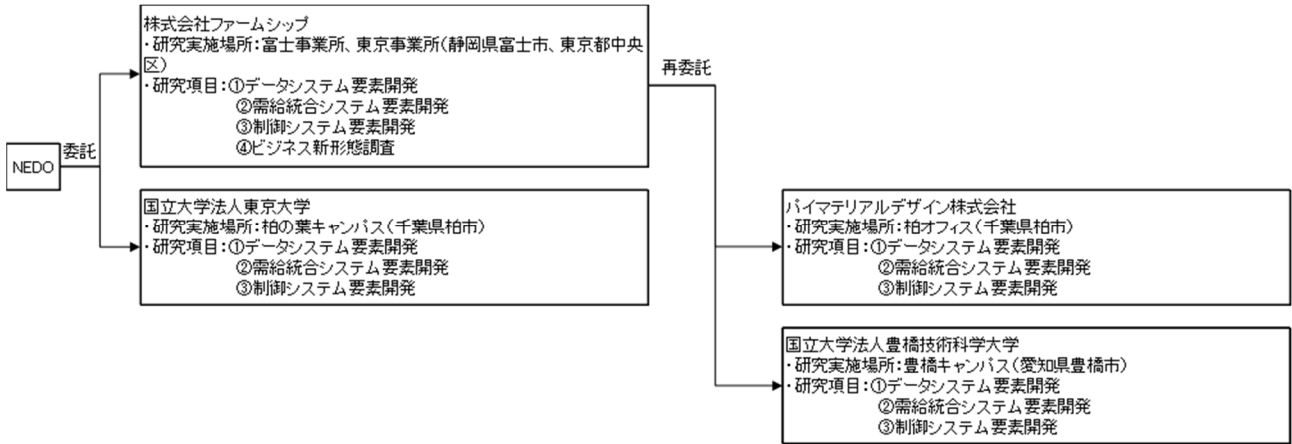 NEDO
委託
株式会社ファームシップ
・研究実施場所：富士事業所、東京事業所(静岡県富士市、東京都中央
区)
・研究項目：①データシステム要素開発
②需給統合システム要素開発
③制御システム要素開発
④ビジネス新形態調査
国立大学法人東京大学
・研究実施場所：柏の葉キャンパス(千葉県柏市)
・研究項目：①データシステム要素開発
②需給統合システム要素開発
③制御システム要素開発
再委託
パイマテリアルデザイン株式会社
・研究実施場所：柏オフィス(千葉県柏市)
・研究項目：①データシステム要素開発
②需給統合システム要素開発
③制御システム要素開発
国立大学法人豊橋技術科学大学
・研究実施場所：豊橋キャンパス(愛知県豊橋市)
・研究項目：①データシステム要素開発
②需給統合システム要素開発
③制御システム要素開発